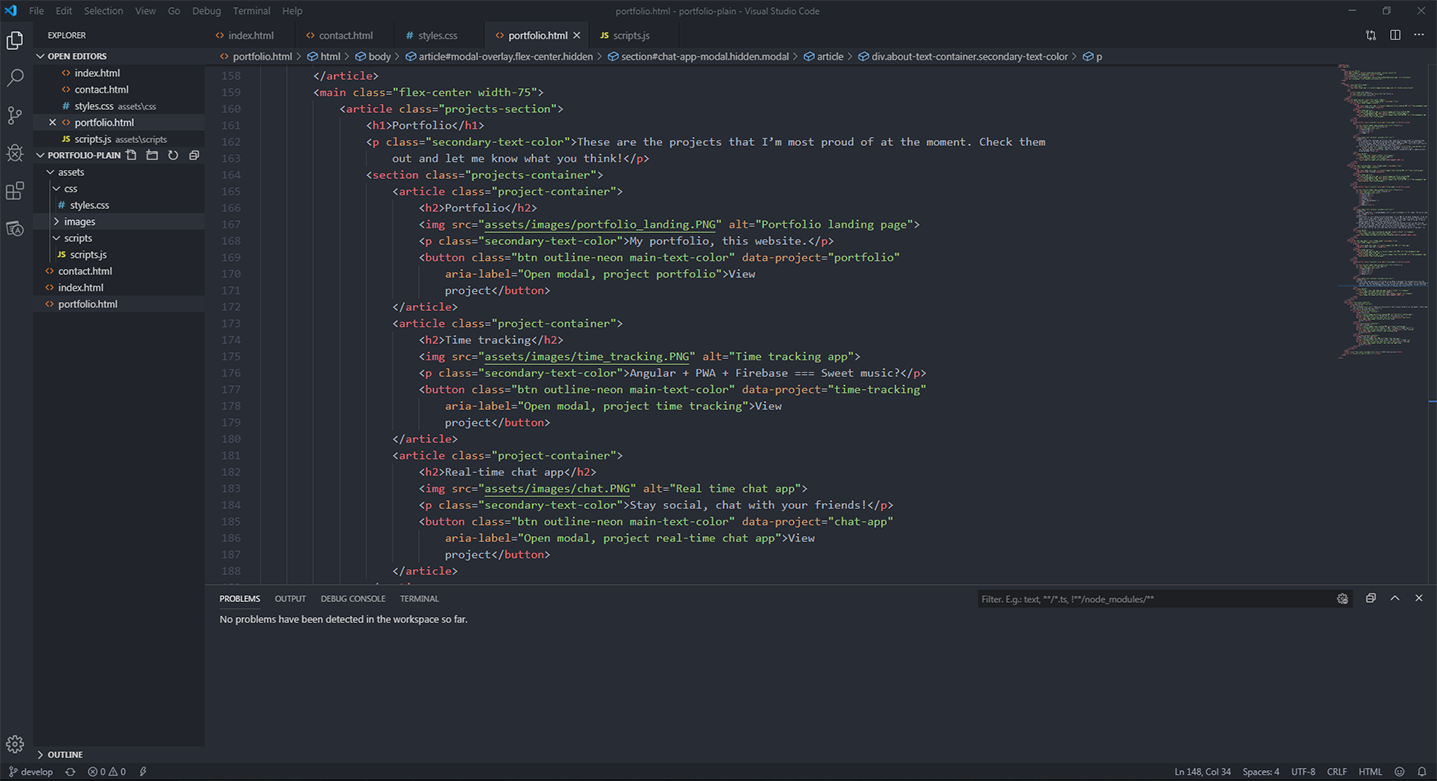 File Edit Selection View Go Debug Terminal Help
portfolio.html - portfolio-plain - Visual Studio Code
EXPLORER
OPEN EDITORS
index.html
contact.html
styles.css assets\css
portfolio.html
scripts.js assets\scripts
PORTFOLIO-PLAIN
assets
css
styles.css
images
scripts
scripts.js
contact.html
index.html
portfolio.html
OUTLINE
index.html contact.html styles.css portfolio.html scripts.js
portfolio.html > html > body > article#modal-overlay.flex-center.hidden > section#chat-app-modal.hidden.modal > article > div.about-text-container.secondary-text-color > p
158 </article>
159 <main class="flex-center width-75">
160 <article class="projects-section">
161 <h1>Portfolio</h1>
162 <p class="secondary-text-color">These are the projects that I’m most proud of at the moment. Check them
163 out and let me know what you think!</p>
164 <section class="projects-container">
165 <article class="project-container">
166 <h2>Portfolio</h2>
167 <img src="assets/images/portfolio_landing.PNG" alt="Portfolio landing page">
168 <p class="secondary-text-color">My portfolio, this website.</p>
169 <button class="btn outline-neon main-text-color" data-project="portfolio"
170 aria-label="Open modal, project portfolio">View
171 project</button>
172 </article>
173 <article class="project-container">
174 <h2>Time tracking</h2>
175 <img src="assets/images/time_tracking.PNG" alt="Time tracking app">
176 <p class="secondary-text-color">Angular + PWA + Firebase === Sweet music?</p>
177 <button class="btn outline-neon main-text-color" data-project="time-tracking"
178 aria-label="Open modal, project time tracking">View
179 project</button>
180 </article>
181 <article class="project-container">
182 <h2>Real-time chat app</h2>
183 <img src="assets/images/chat.PNG" alt="Real time chat app">
184 <p class="secondary-text-color">Stay social, chat with your friends!</p>
185 <button class="btn outline-neon main-text-color" data-project="chat-app"
186 aria-label="Open modal, project real-time chat app">View
187 project</button>
188 </article>
PROBLEMS OUTPUT DEBUG CONSOLE TERMINAL
Filter. E.g.: text, **/*.ts, !**/node_modules/**
No problems have been detected in the workspace so far.
develop 0 0
Ln 148, Col 34 Spaces: 4 UTF-8 CRLF HTML